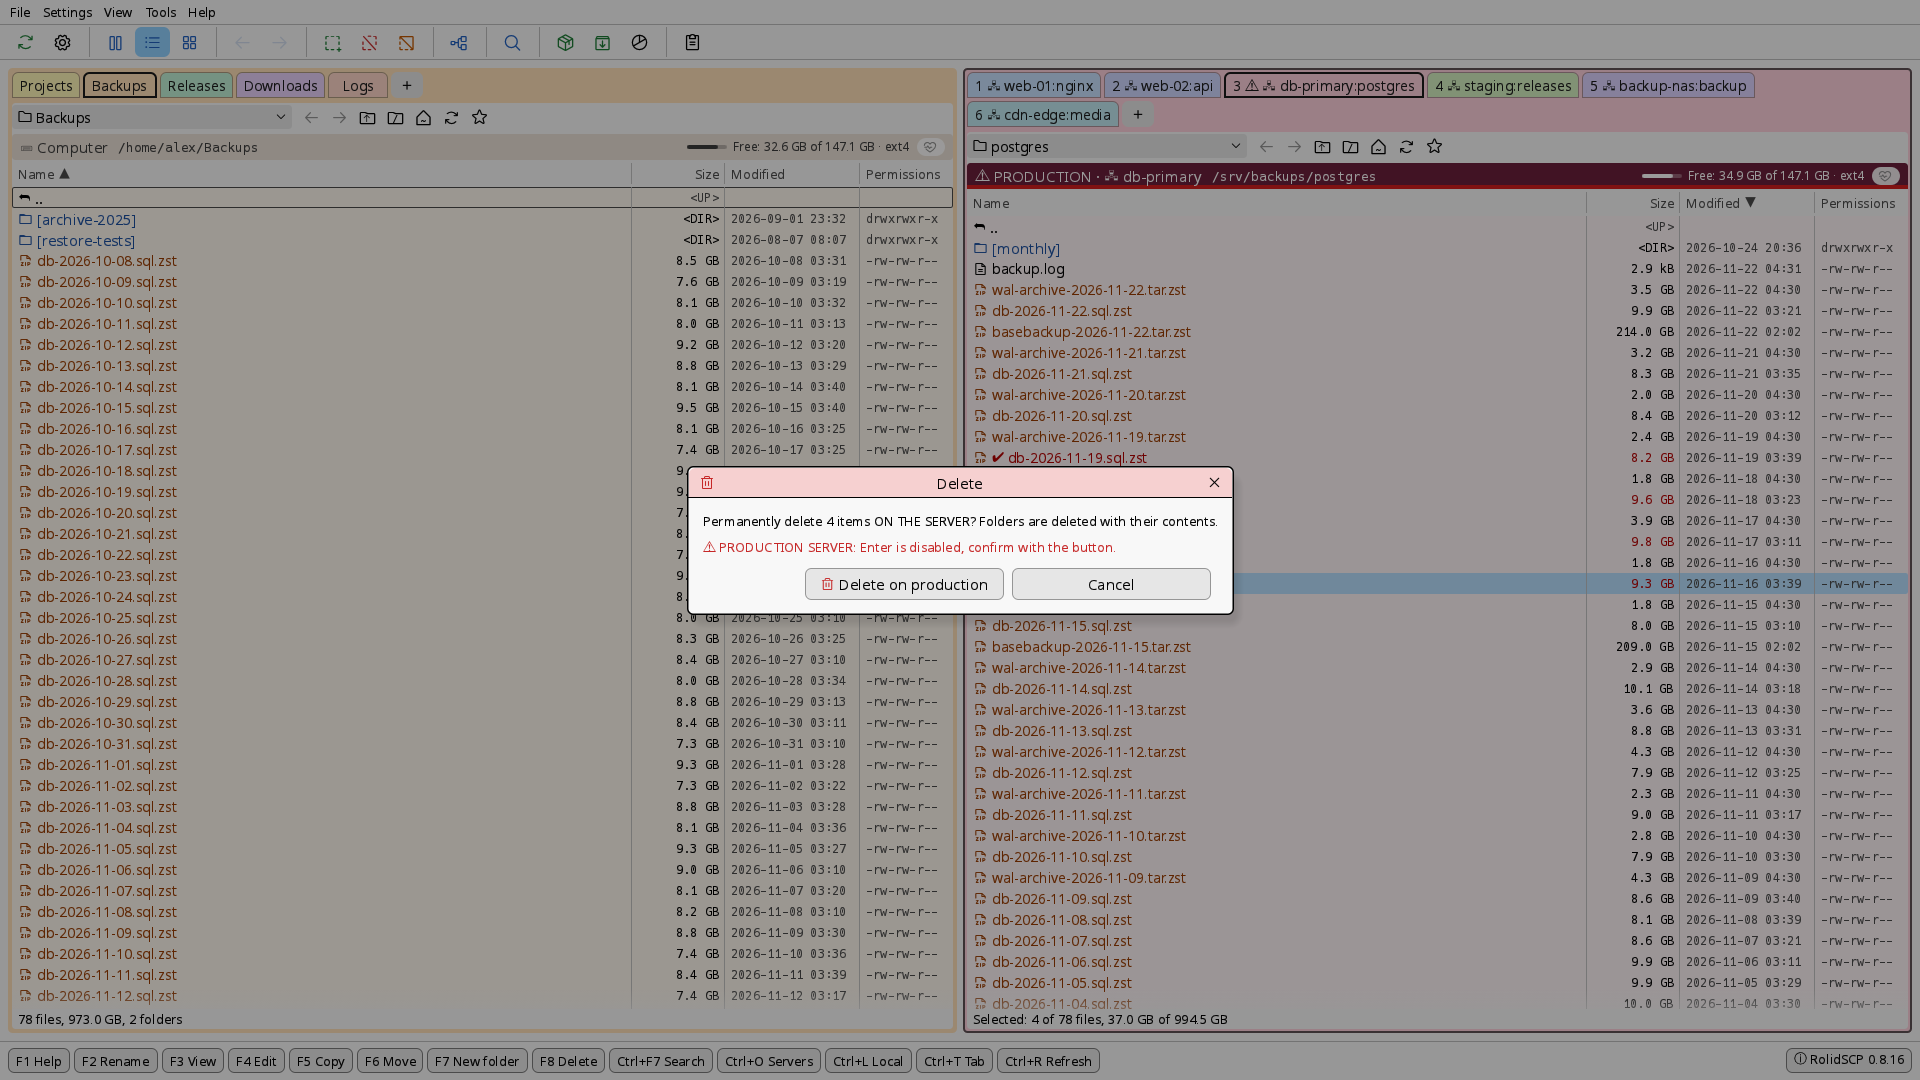 File Settings View Tools Help
Projects Backups Releases Downloads Logs +
Backups
Computer /home/alex/Backups Free: 32.6 GB of 147.1 GB · ext4
Name ▲ Size Modified Permissions
.. <UP>
[archive-2025] <DIR> 2026-09-01 23:32 drwxrwxr-x
[restore-tests] <DIR> 2026-08-07 08:07 drwxrwxr-x
db-2026-10-08.sql.zst 8.5 GB 2026-10-08 03:31 -rw-rw-r--
db-2026-10-09.sql.zst 7.6 GB 2026-10-09 03:19 -rw-rw-r--
db-2026-10-10.sql.zst 8.1 GB 2026-10-10 03:32 -rw-rw-r--
db-2026-10-11.sql.zst 8.0 GB 2026-10-11 03:13 -rw-rw-r--
db-2026-10-12.sql.zst 9.2 GB 2026-10-12 03:20 -rw-rw-r--
db-2026-10-13.sql.zst 8.8 GB 2026-10-13 03:29 -rw-rw-r--
db-2026-10-14.sql.zst 8.1 GB 2026-10-14 03:40 -rw-rw-r--
db-2026-10-15.sql.zst 9.5 GB 2026-10-15 03:40 -rw-rw-r--
db-2026-10-16.sql.zst 8.1 GB 2026-10-16 03:25 -rw-rw-r--
db-2026-10-17.sql.zst 7.4 GB 2026-10-17 03:25 -rw-rw-r--
db-2026-10-18.sql.zst
db-2026-10-19.sql.zst
db-2026-10-20.sql.zst
db-2026-10-21.sql.zst
db-2026-10-22.sql.zst
db-2026-10-23.sql.zst
db-2026-10-24.sql.zst
db-2026-10-25.sql.zst 8.0 GB 2026-10-25 03:10 -rw-rw-r--
db-2026-10-26.sql.zst 8.3 GB 2026-10-26 03:25 -rw-rw-r--
db-2026-10-27.sql.zst 8.4 GB 2026-10-27 03:10 -rw-rw-r--
db-2026-10-28.sql.zst 8.0 GB 2026-10-28 03:34 -rw-rw-r--
db-2026-10-29.sql.zst 8.8 GB 2026-10-29 03:13 -rw-rw-r--
db-2026-10-30.sql.zst 8.4 GB 2026-10-30 03:11 -rw-rw-r--
db-2026-10-31.sql.zst 7.3 GB 2026-10-31 03:10 -rw-rw-r--
db-2026-11-01.sql.zst 9.3 GB 2026-11-01 03:28 -rw-rw-r--
db-2026-11-02.sql.zst 7.3 GB 2026-11-02 03:22 -rw-rw-r--
db-2026-11-03.sql.zst 8.8 GB 2026-11-03 03:28 -rw-rw-r--
db-2026-11-04.sql.zst 8.1 GB 2026-11-04 03:36 -rw-rw-r--
db-2026-11-05.sql.zst 9.3 GB 2026-11-05 03:27 -rw-rw-r--
db-2026-11-06.sql.zst 9.0 GB 2026-11-06 03:10 -rw-rw-r--
db-2026-11-07.sql.zst 8.1 GB 2026-11-07 03:20 -rw-rw-r--
db-2026-11-08.sql.zst 8.2 GB 2026-11-08 03:10 -rw-rw-r--
db-2026-11-09.sql.zst 8.8 GB 2026-11-09 03:30 -rw-rw-r--
db-2026-11-10.sql.zst 7.4 GB 2026-11-10 03:36 -rw-rw-r--
db-2026-11-11.sql.zst 8.4 GB 2026-11-11 03:39 -rw-rw-r--
db-2026-11-12.sql.zst 7.4 GB 2026-11-12 03:17 -rw-rw-r--
78 files, 973.0 GB, 2 folders
1 web-01:nginx 2 web-02:api 3 db-primary:postgres 4 staging:releases 5 backup-nas:backup
6 cdn-edge:media +
postgres
PRODUCTION · db-primary /srv/backups/postgres Free: 34.9 GB of 147.1 GB · ext4
Name Size Modified ▼ Permissions
.. <UP>
[monthly] <DIR> 2026-10-24 20:36 drwxrwxr-x
backup.log 2.9 kB 2026-11-22 04:31 -rw-rw-r--
wal-archive-2026-11-22.tar.zst 3.5 GB 2026-11-22 04:30 -rw-rw-r--
db-2026-11-22.sql.zst 9.9 GB 2026-11-22 03:21 -rw-rw-r--
basebackup-2026-11-22.tar.zst 214.0 GB 2026-11-22 02:02 -rw-rw-r--
wal-archive-2026-11-21.tar.zst 3.2 GB 2026-11-21 04:30 -rw-rw-r--
db-2026-11-21.sql.zst 8.3 GB 2026-11-21 03:35 -rw-rw-r--
wal-archive-2026-11-20.tar.zst 2.0 GB 2026-11-20 04:30 -rw-rw-r--
db-2026-11-20.sql.zst 8.4 GB 2026-11-20 03:12 -rw-rw-r--
wal-archive-2026-11-19.tar.zst 2.4 GB 2026-11-19 04:30 -rw-rw-r--
✔ db-2026-11-19.sql.zst 8.2 GB 2026-11-19 03:39 -rw-rw-r--
1.8 GB 2026-11-18 04:30 -rw-rw-r--
9.6 GB 2026-11-18 03:23 -rw-rw-r--
3.9 GB 2026-11-17 04:30 -rw-rw-r--
9.8 GB 2026-11-17 03:11 -rw-rw-r--
1.8 GB 2026-11-16 04:30 -rw-rw-r--
9.3 GB 2026-11-16 03:39 -rw-rw-r--
1.8 GB 2026-11-15 04:30 -rw-rw-r--
db-2026-11-15.sql.zst 8.0 GB 2026-11-15 03:10 -rw-rw-r--
basebackup-2026-11-15.tar.zst 209.0 GB 2026-11-15 02:02 -rw-rw-r--
wal-archive-2026-11-14.tar.zst 2.9 GB 2026-11-14 04:30 -rw-rw-r--
db-2026-11-14.sql.zst 10.1 GB 2026-11-14 03:18 -rw-rw-r--
wal-archive-2026-11-13.tar.zst 3.6 GB 2026-11-13 04:30 -rw-rw-r--
db-2026-11-13.sql.zst 8.8 GB 2026-11-13 03:31 -rw-rw-r--
wal-archive-2026-11-12.tar.zst 4.3 GB 2026-11-12 04:30 -rw-rw-r--
db-2026-11-12.sql.zst 7.9 GB 2026-11-12 03:25 -rw-rw-r--
wal-archive-2026-11-11.tar.zst 2.3 GB 2026-11-11 04:30 -rw-rw-r--
db-2026-11-11.sql.zst 9.0 GB 2026-11-11 03:17 -rw-rw-r--
wal-archive-2026-11-10.tar.zst 2.8 GB 2026-11-10 04:30 -rw-rw-r--
db-2026-11-10.sql.zst 7.9 GB 2026-11-10 03:30 -rw-rw-r--
wal-archive-2026-11-09.tar.zst 4.3 GB 2026-11-09 04:30 -rw-rw-r--
db-2026-11-09.sql.zst 8.6 GB 2026-11-09 03:40 -rw-rw-r--
db-2026-11-08.sql.zst 8.1 GB 2026-11-08 03:39 -rw-rw-r--
db-2026-11-07.sql.zst 8.6 GB 2026-11-07 03:21 -rw-rw-r--
db-2026-11-06.sql.zst 9.9 GB 2026-11-06 03:11 -rw-rw-r--
db-2026-11-05.sql.zst 9.9 GB 2026-11-05 03:29 -rw-rw-r--
db-2026-11-04.sql.zst 10.0 GB 2026-11-04 03:30 -rw-rw-r--
Selected: 4 of 78 files, 37.0 GB of 994.5 GB
Delete
Permanently delete 4 items ON THE SERVER? Folders are deleted with their contents.
⚠ PRODUCTION SERVER: Enter is disabled, confirm with the button.
Delete on production Cancel
F1 Help F2 Rename F3 View F4 Edit F5 Copy F6 Move F7 New folder F8 Delete Ctrl+F7 Search Ctrl+O Servers Ctrl+L Local Ctrl+T Tab Ctrl+R Refresh RolidSCP 0.8.16